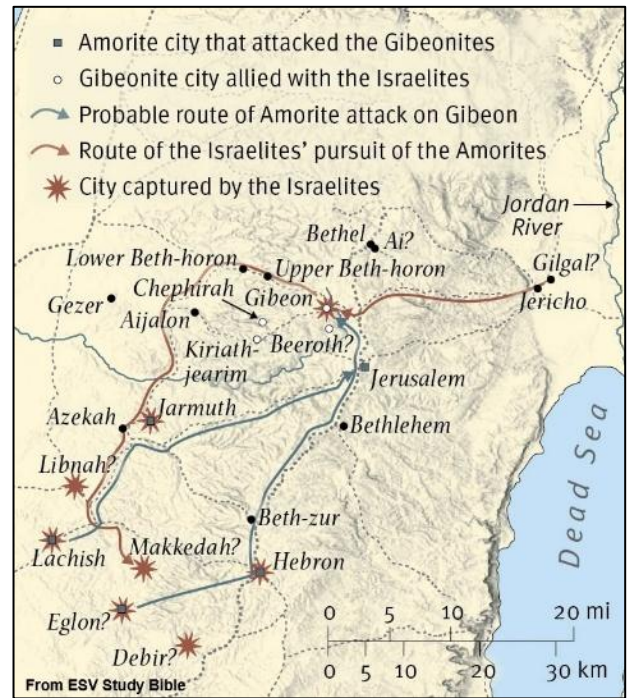 Amorite city that attacked the Gibeonites
Gibeonite city allied with the Israelites
Probable route of Amorite attack on Gibeon
Route of the Israelites’ pursuit of the Amorites
City captured by the Israelites
Jordan
River
Bethel
Ai?
Lower Beth-horon
Upper Beth-horon
Gilgal?
Chephirah
Gibeon
Jericho
Gezer
Aijalon
Beeroth?
Kiriath-
jearim
Jerusalem
Azekah
Jarmuth
Bethlehem
Libnah?
Dead Sea
Beth-zur
Lachish
Makkedah?
Hebron
Eglon?
0 5 10 20 mi
Debir?
0 5 10 20 30 km
From ESV Study Bible